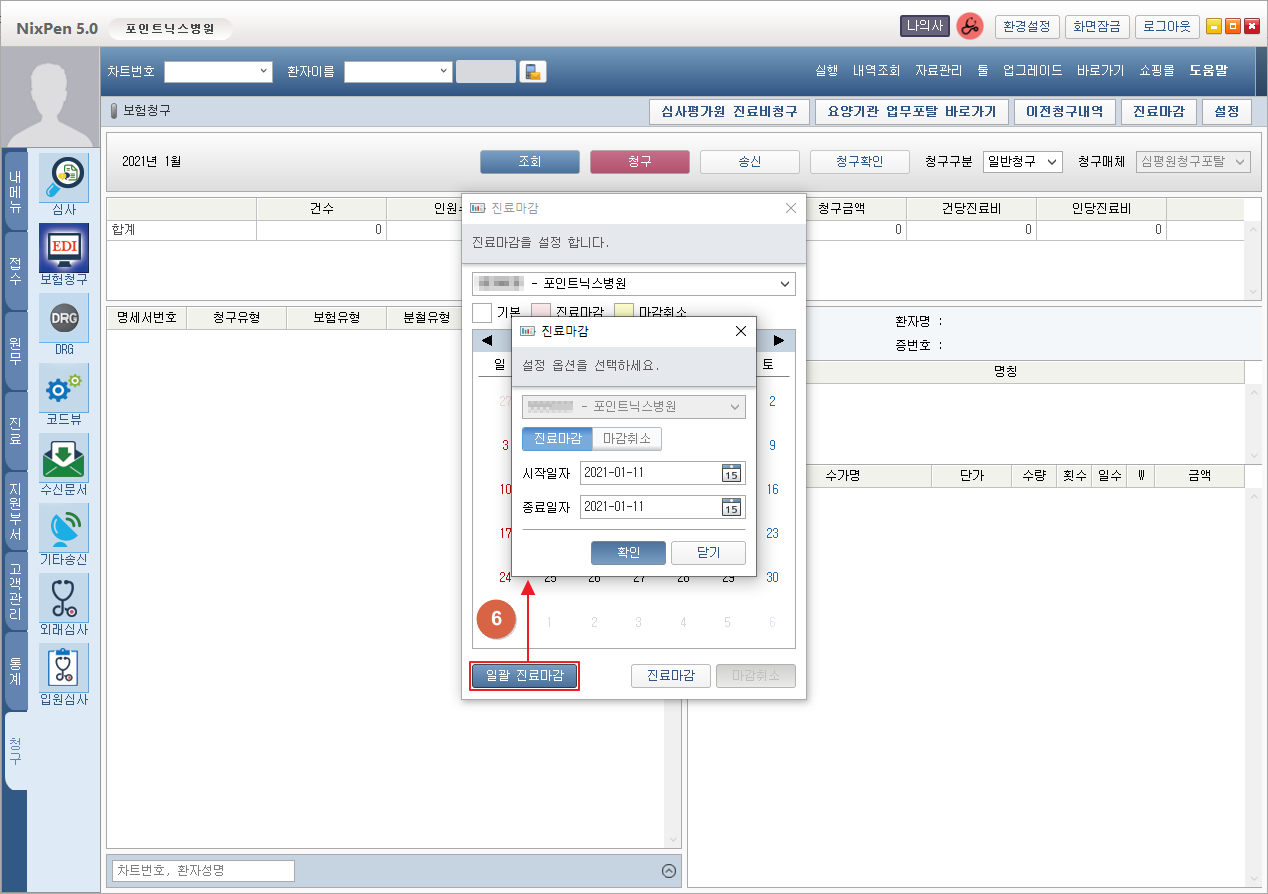 NixPen 5.0 포인트닉스병원 나의사 환경설정 화면잠금 로그아웃
차트번호 환자이름 실행 내역조회 자료관리 툴 업그레이드 바로가기 쇼핑몰 도움말
보험청구 심사평가원 진료비청구 요양기관 업무포탈 바로가기 이전청구내역 진료마감 설정
2021년 1월 조회 청구 송신 청구확인 청구구분 일반청구 청구매체 심평원청구포탈
내메뉴
접수
원무
진료
지원부서
고객관리
통계
청구
심사
EDI
보험청구
DRG
DRG
코드뷰
수신문서
기타송신
외래심사
입원심사
건수 인원 청구금액 건당진료비 인당진료비
합계 0 0 0 0
명세서번호 청구유형 보험유형 분할유형
환자명 :
증번호 :
명칭
수가명 단가 수량 횟수 일수 W 금액
진료마감
진료마감을 설정 합니다.
- 포인트닉스병원
기본 진료마감 마감취소
일 토
27 2
3 9
10 16
17 23
24 25 26 27 28 29 30
1 2 3 4 5 6
일괄 진료마감 진료마감 마감취소
진료마감
설정 옵션을 선택하세요.
- 포인트닉스병원
진료마감 마감취소
시작일자 2021-01-11 15
종료일자 2021-01-11 15
확인 닫기
6
차트번호, 환자성명